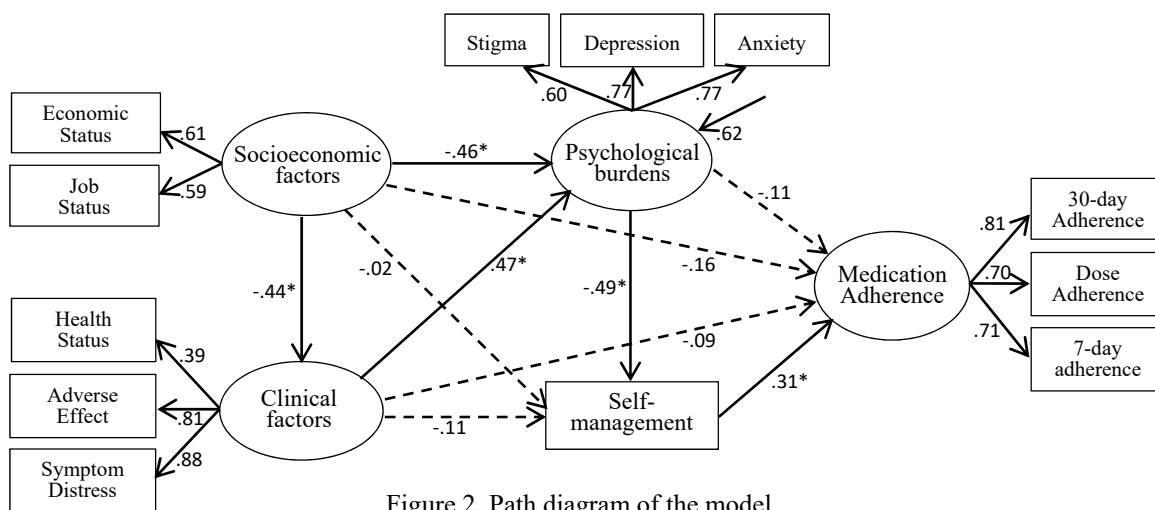 Stigma
Depression
Anxiety
.60
.77
.77
.62
Economic
Status
.61
Job
Status
.59
Socioeconomic
factors
-.46*
Psychological
burdens
-.11
-.02
-.16
-.44*
.47*
-.49*
Medication
Adherence
.81
30-day
Adherence
.70
Dose
Adherence
.71
7-day
adherence
Health
Status
.39
Adverse
Effect
.81
Symptom
Distress
.88
Clinical
factors
-.09
-.11
Self-
management
.31*
Figure 2. Path diagram of the model